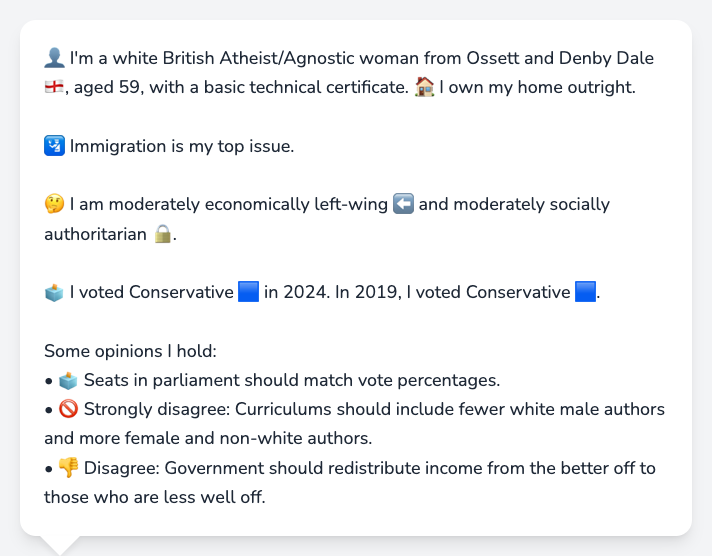 👤 I'm a white British Atheist/Agnostic woman from Ossett and Denby Dale
🏴󠁧󠁢󠁥󠁮󠁧󠁿, aged 59, with a basic technical certificate. 🏠 I own my home outright.
🛂 Immigration is my top issue.
🤔 I am moderately economically left-wing ⬅️ and moderately socially
authoritarian 🔒.
🗳️ I voted Conservative 🟦 in 2024. In 2019, I voted Conservative 🟦.
Some opinions I hold:
• 🗳️ Seats in parliament should match vote percentages.
• 🚫 Strongly disagree: Curriculums should include fewer white male authors
and more female and non-white authors.
• 👎 Disagree: Government should redistribute income from the better off to
those who are less well off.